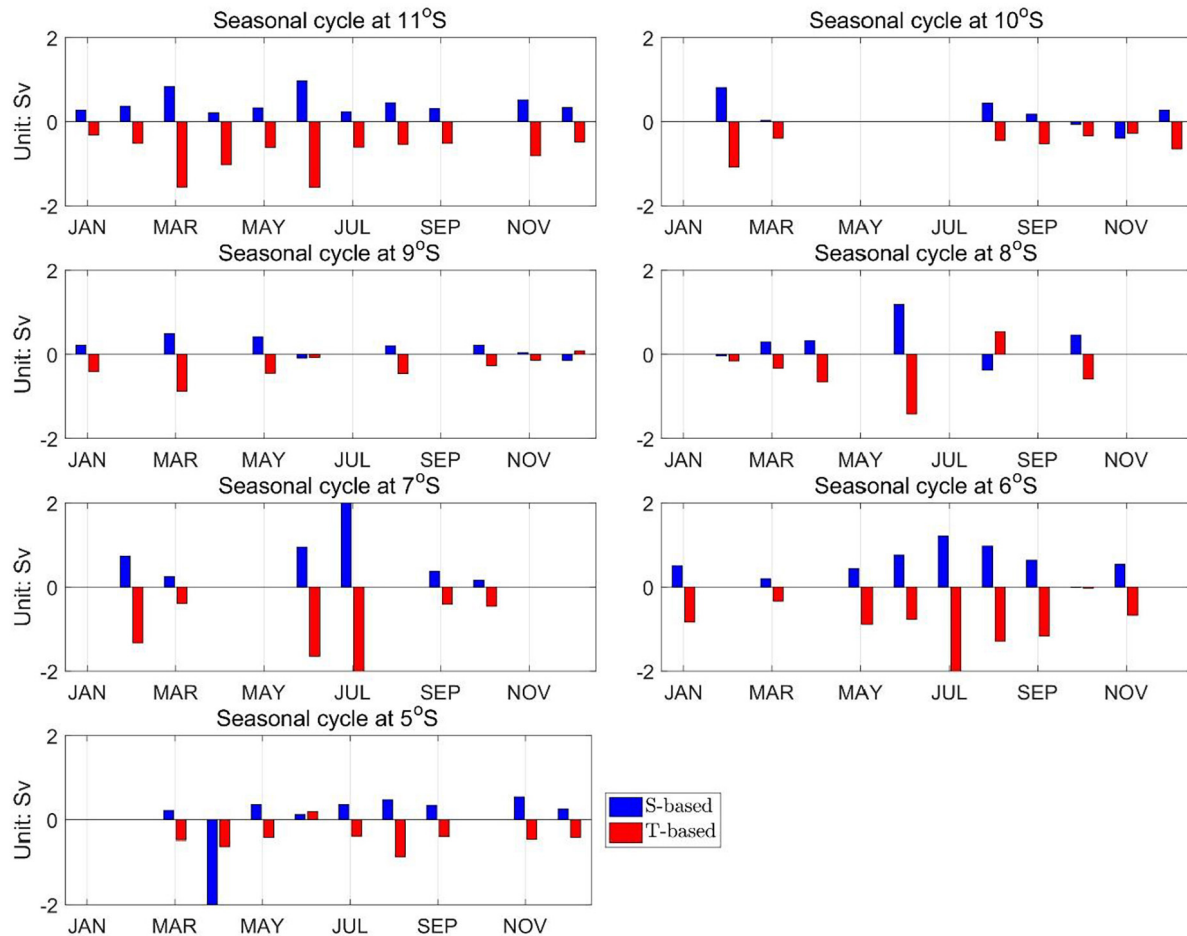 Seasonal cycle at 11°S
2
0
-2
Unit: Sv
JAN MAR MAY JUL SEP NOV
Seasonal cycle at 10°S
2
0
-2
JAN MAR MAY JUL SEP NOV
Seasonal cycle at 9°S
2
0
-2
Unit: Sv
JAN MAR MAY JUL SEP NOV
Seasonal cycle at 8°S
2
0
-2
JAN MAR MAY JUL SEP NOV
Seasonal cycle at 7°S
2
0
-2
Unit: Sv
JAN MAR MAY JUL SEP NOV
Seasonal cycle at 6°S
2
0
-2
JAN MAR MAY JUL SEP NOV
Seasonal cycle at 5°S
2
0
-2
Unit: Sv
JAN MAR MAY JUL SEP NOV
S-based
T-based